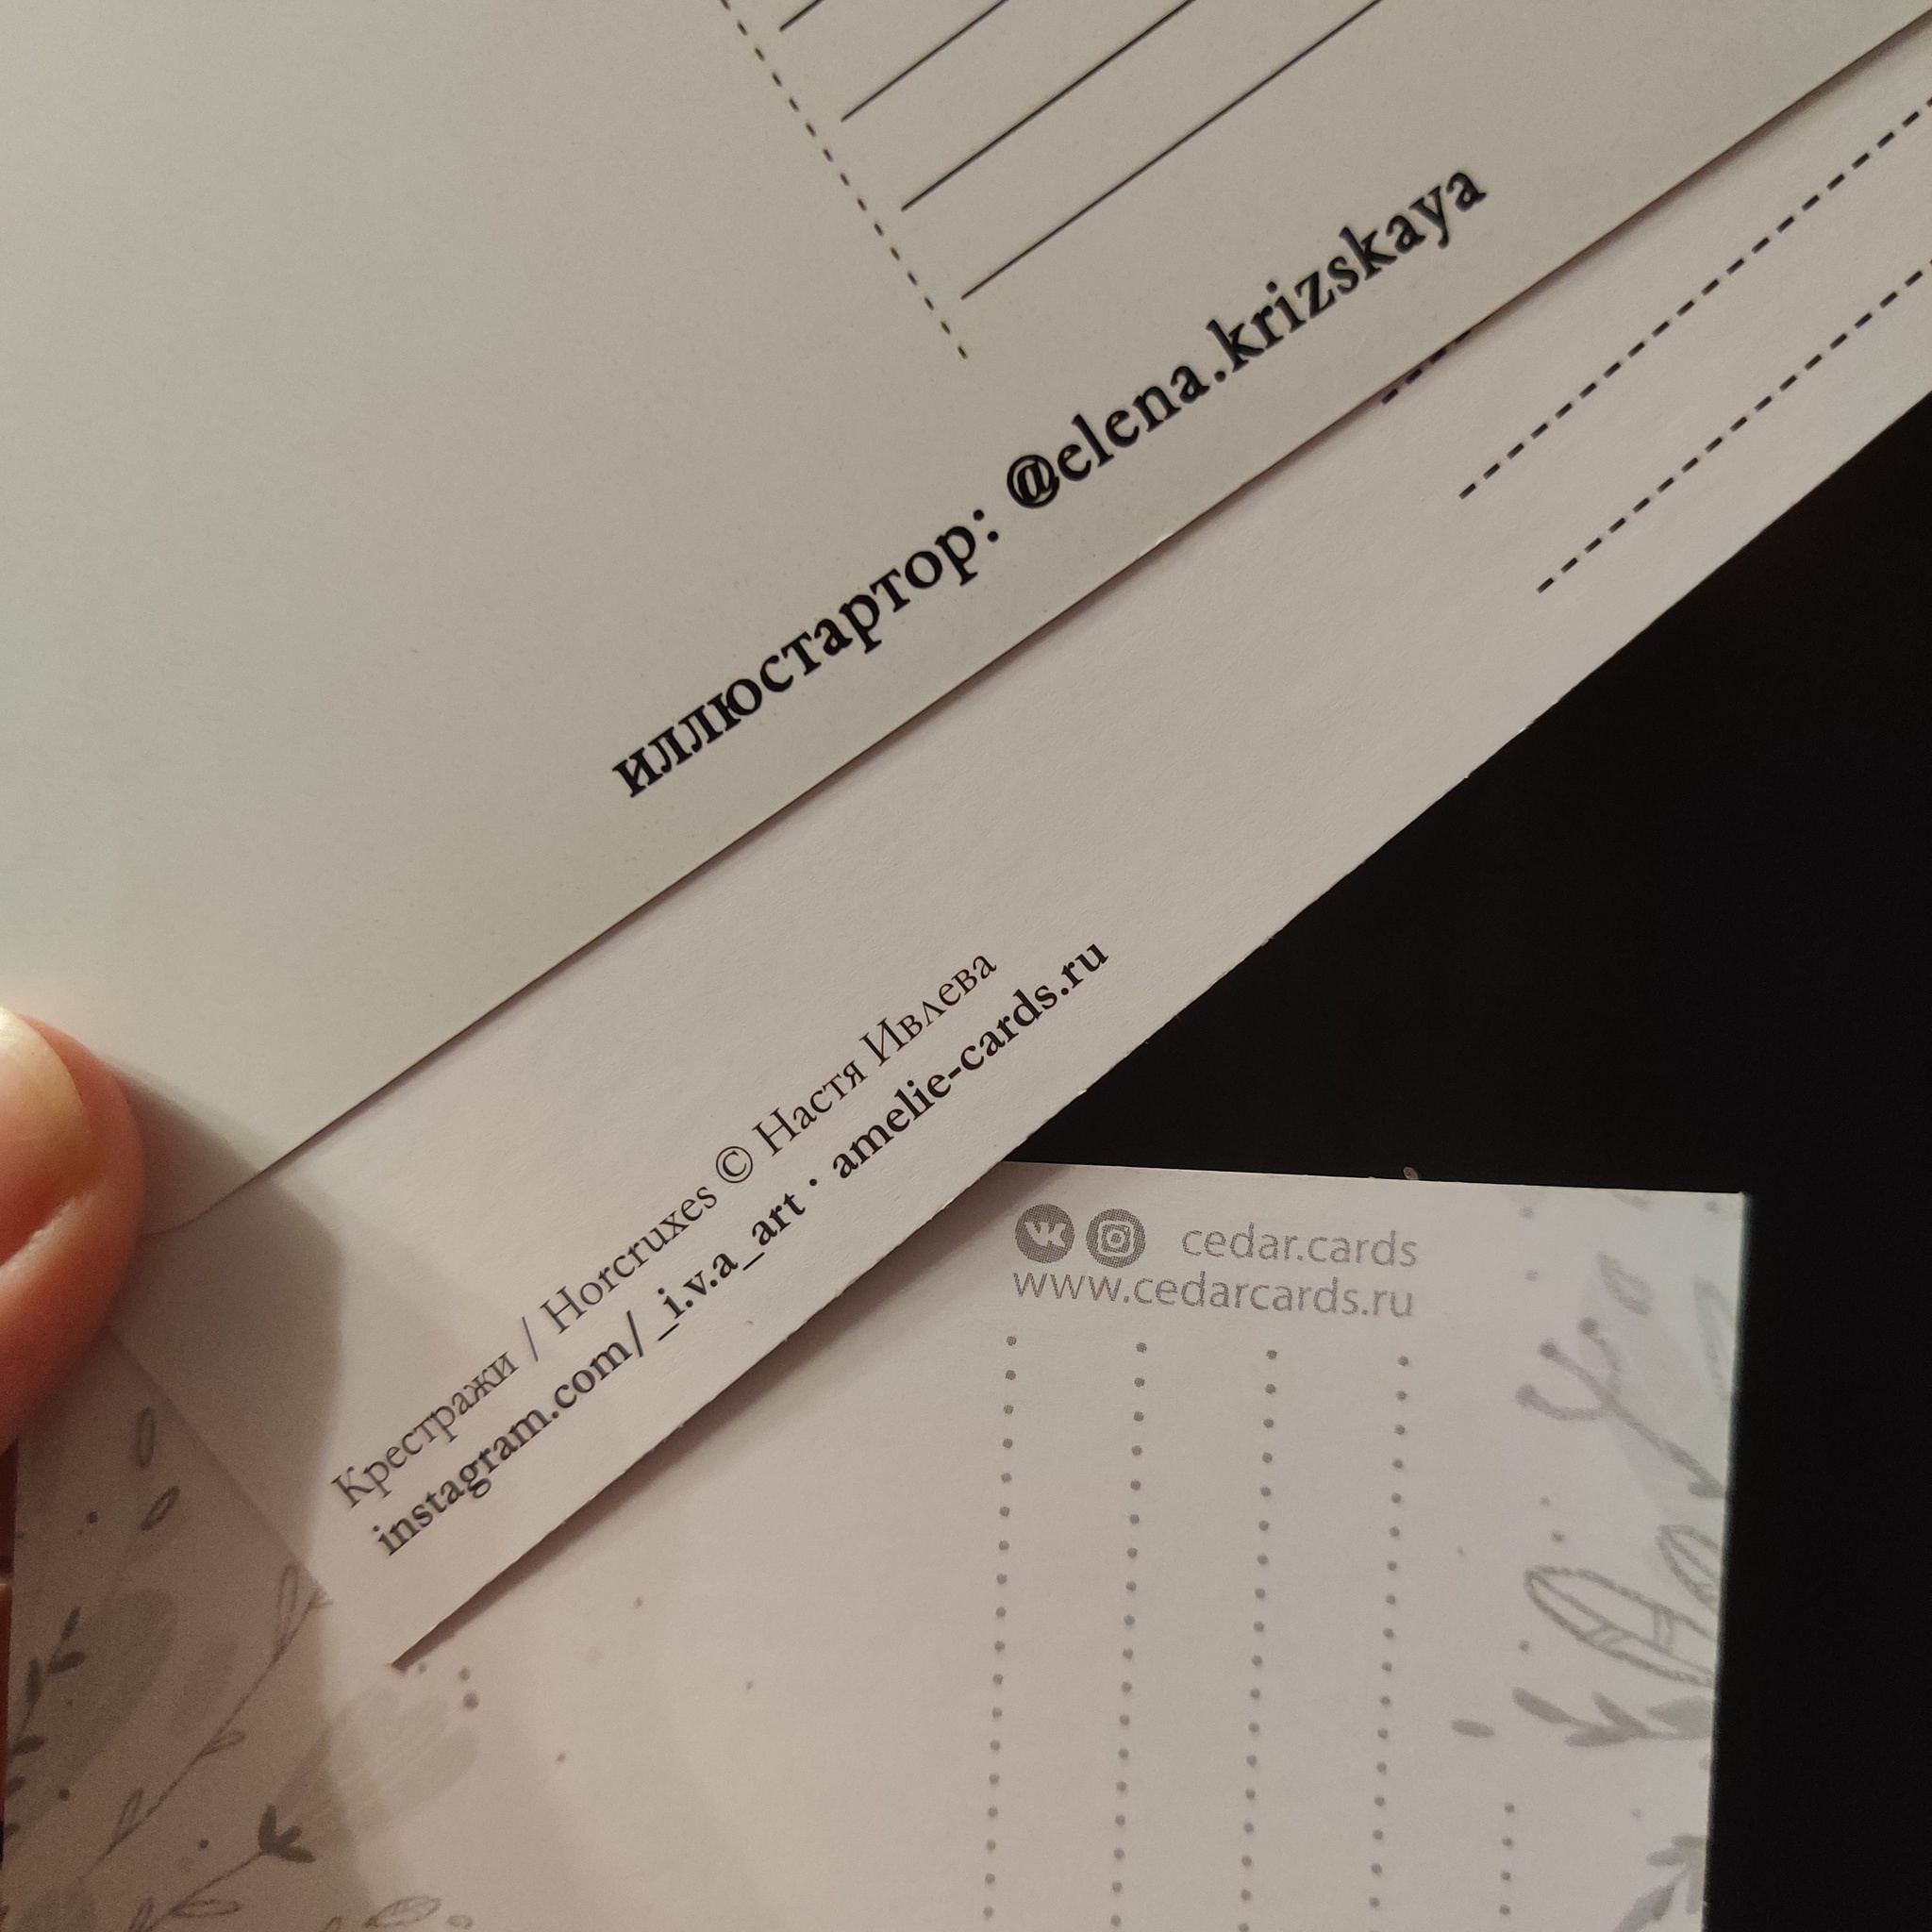 иллюстартор: @elena.krizskaya
Крестражи / Horcruxes © Настя Ивлева
instagram.com/_i.v.a_art · amelie-cards.ru
cedar.cards
www.cedarcards.ru